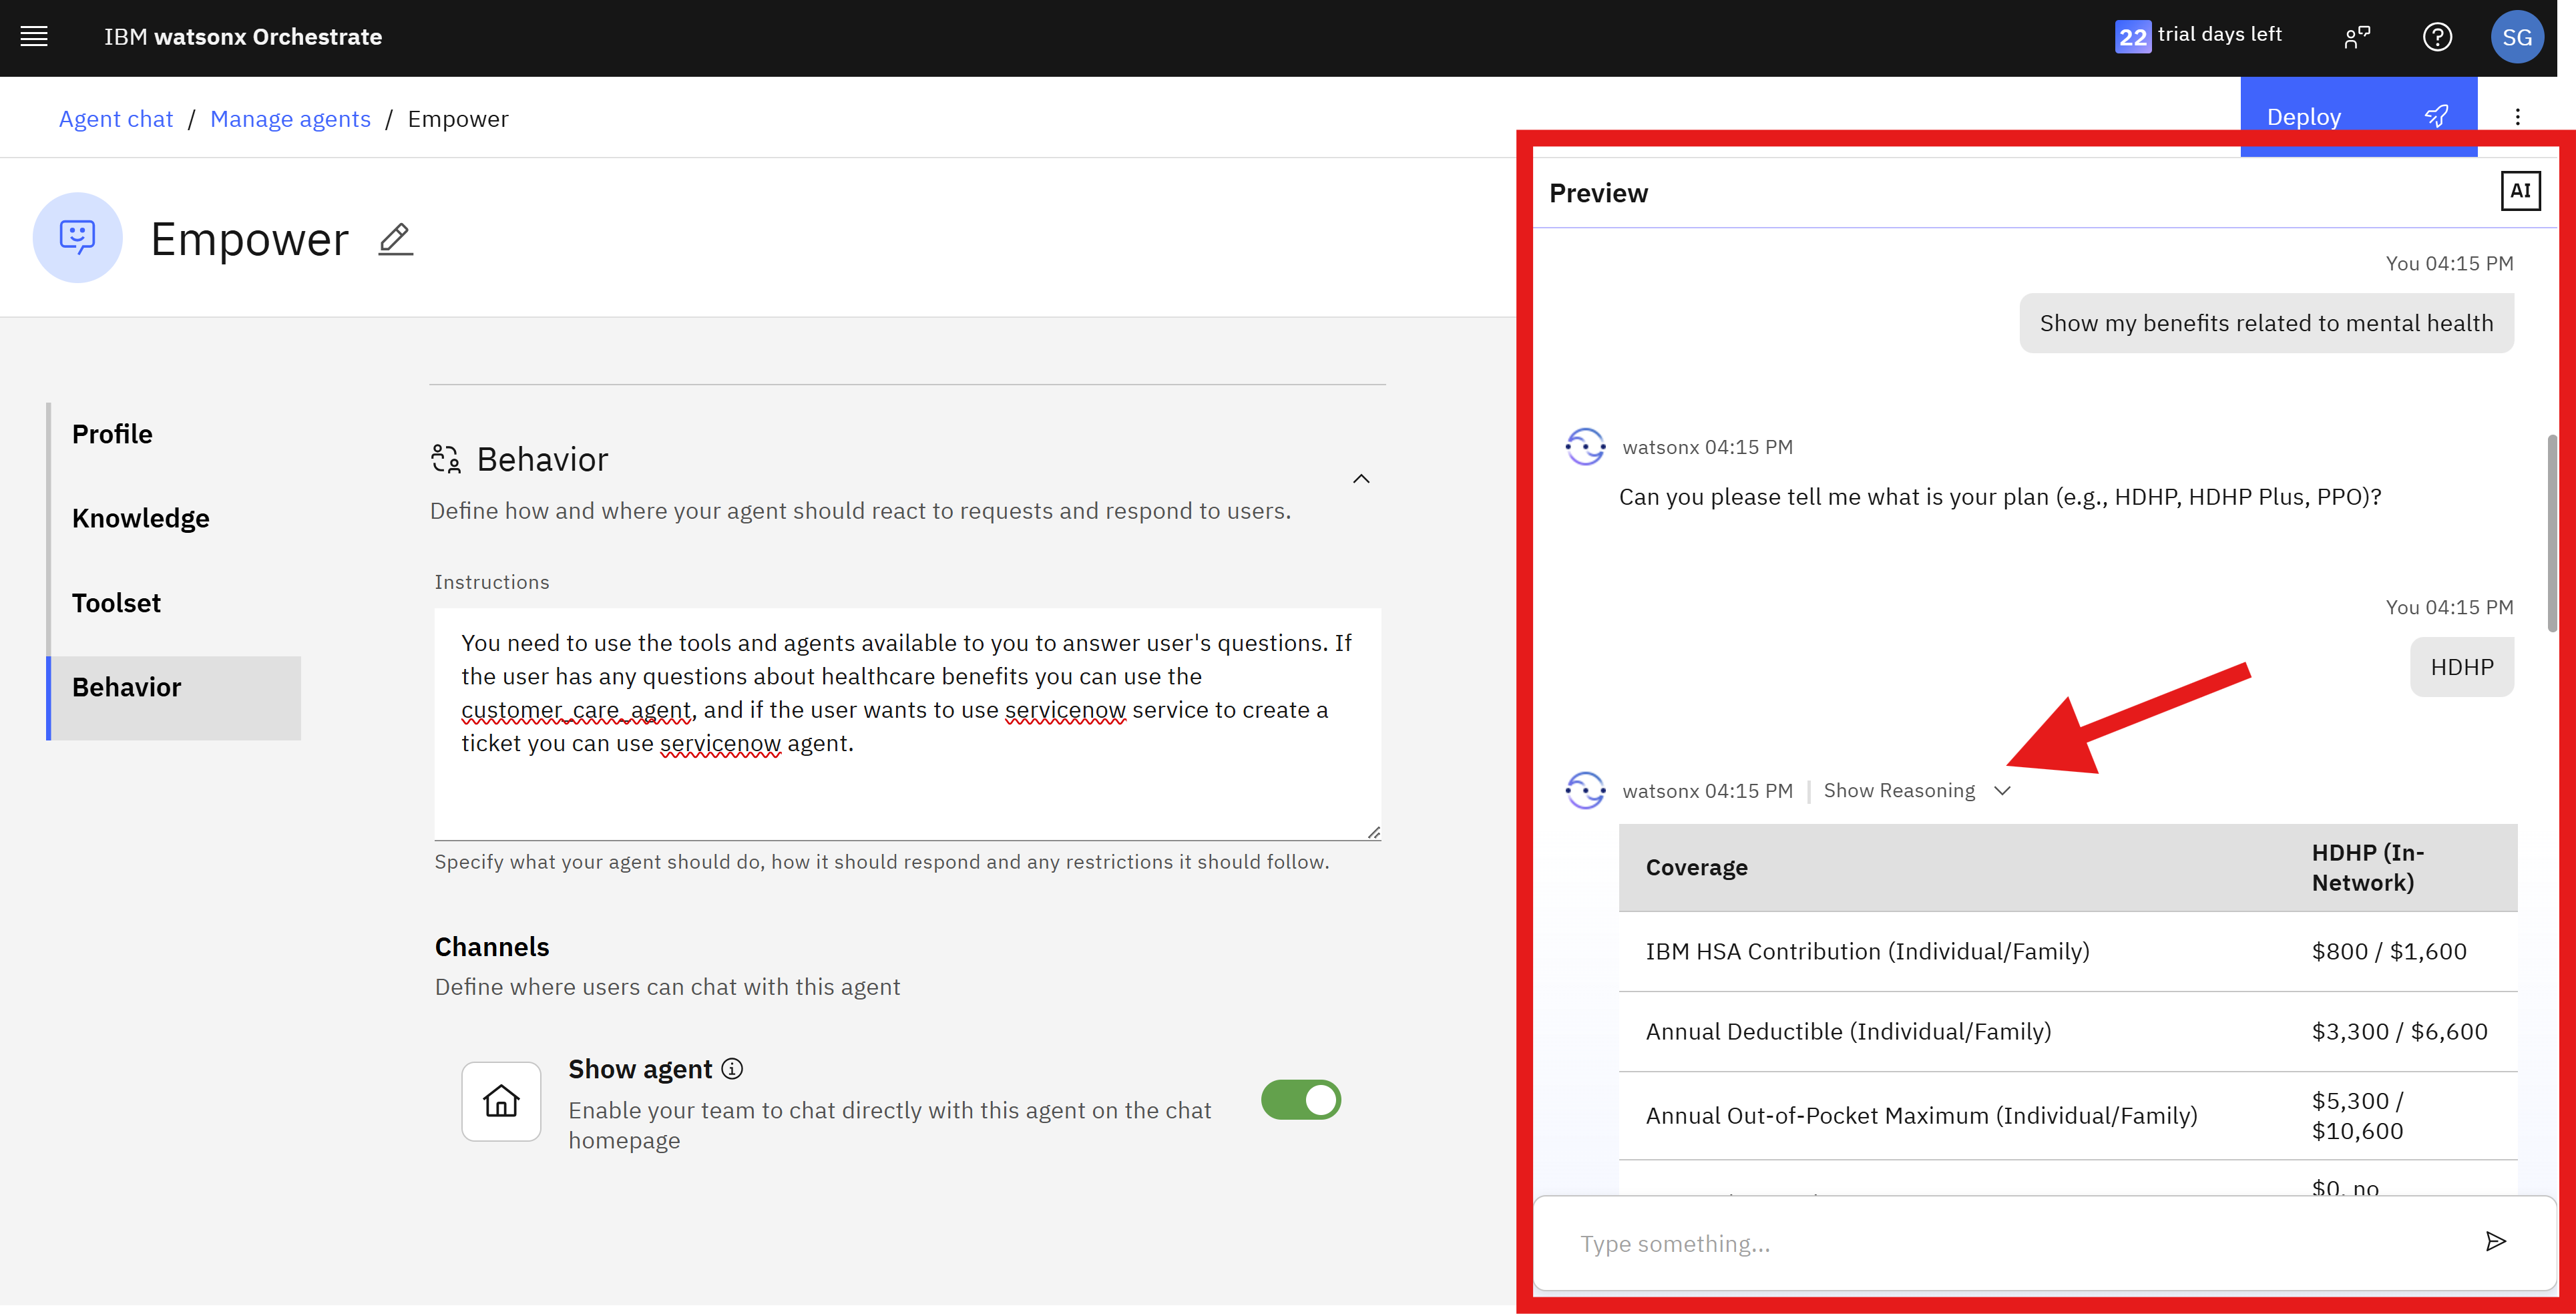 IBM watsonx Orchestrate
22 trial days left
SG
Agent chat / Manage agents / Empower
Deploy
Empower
Profile
Knowledge
Toolset
Behavior
Behavior
Define how and where your agent should react to requests and respond to users.
Instructions
You need to use the tools and agents available to you to answer user's questions. If
the user has any questions about healthcare benefits you can use the
customer_care_agent, and if the user wants to use servicenow service to create a
ticket you can use servicenow agent.
Specify what your agent should do, how it should respond and any restrictions it should follow.
Channels
Define where users can chat with this agent
Show agent
Enable your team to chat directly with this agent on the chat
homepage
Preview
AI
You 04:15 PM
Show my benefits related to mental health
watsonx 04:15 PM
Can you please tell me what is your plan (e.g., HDHP, HDHP Plus, PPO)?
You 04:15 PM
HDHP
watsonx 04:15 PM | Show Reasoning
Coverage
HDHP (In-
Network)
IBM HSA Contribution (Individual/Family)
$800 / $1,600
Annual Deductible (Individual/Family)
$3,300 / $6,600
Annual Out-of-Pocket Maximum (Individual/Family)
$5,300 /
$10,600
$0, no
Type something...